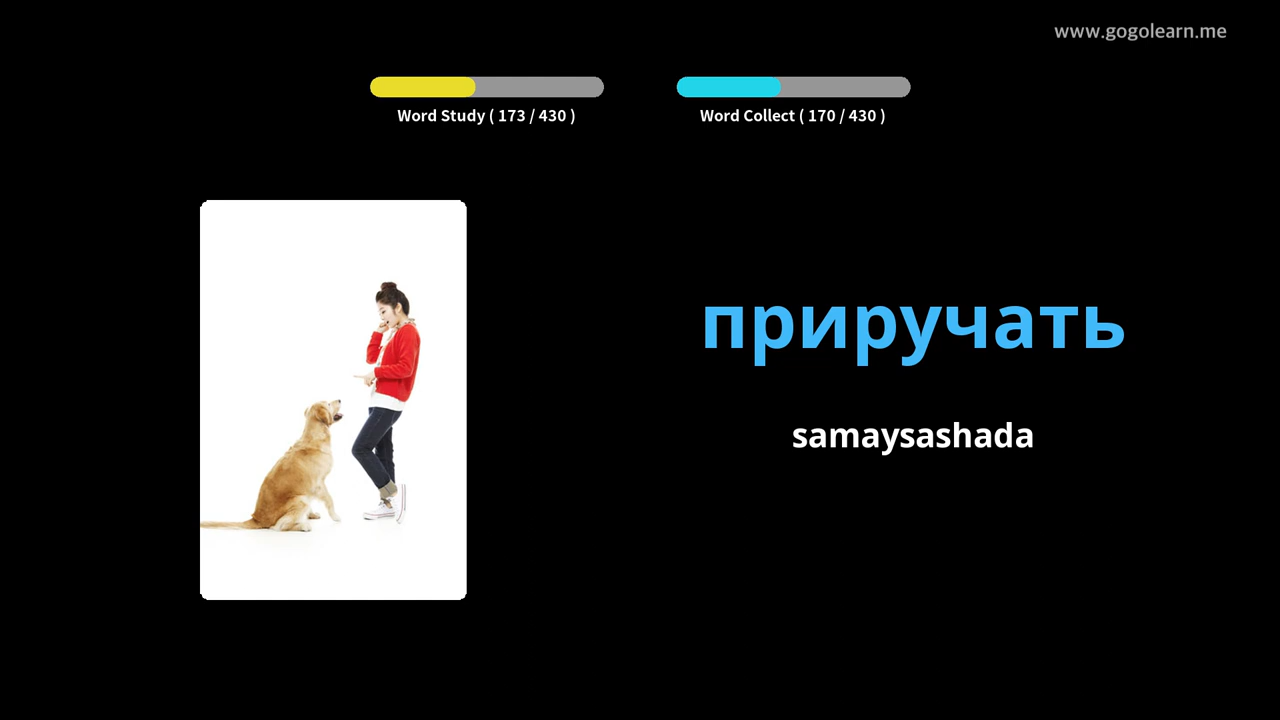 www.gogolearn.me
Word Study ( 173 / 430 )
Word Collect ( 170 / 430 )
приручать
samaysashada